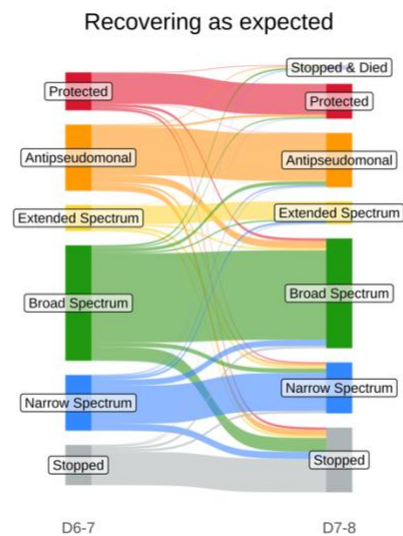 Recovering as expected
Stopped & Died
Protected
Protected
Antipseudomonal
Antipseudomonal
Extended Spectrum
Extended Spectrum
Broad Spectrum
Broad Spectrum
Narrow Spectrum
Narrow Spectrum
Stopped
Stopped
D6-7
D7-8